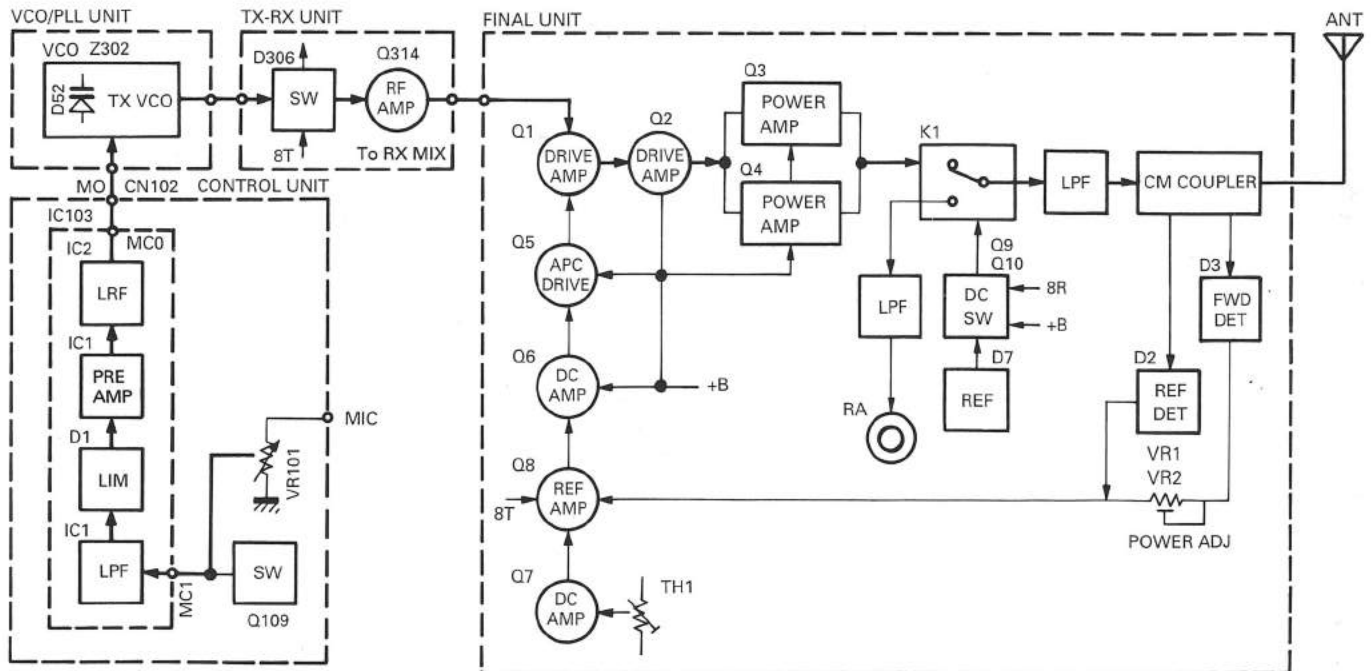 VCO/PLL UNIT
VCO Z302
D52
TX VCO
TX-RX UNIT
D306
SW
8T
Q314
RF
AMP
To RX MIX
MO
CN102
CONTROL UNIT
IC103
MC0
IC2
LRF
IC1
PRE
AMP
D1
LIM
IC1
LPF
MC1
SW
Q109
VR101
MIC
FINAL UNIT
Q1
DRIVE
AMP
Q2
DRIVE
AMP
Q3
POWER
AMP
Q4
POWER
AMP
Q5
APC
DRIVE
Q6
DC
AMP
+B
Q8
REF
AMP
8T
Q7
DC
AMP
TH1
K1
LPF
CM COUPLER
ANT
Q9
Q10
DC
SW
8R
+B
D7
REF
LPF
RA
D3
FWD
DET
D2
REF
DET
VR1
VR2
POWER ADJ